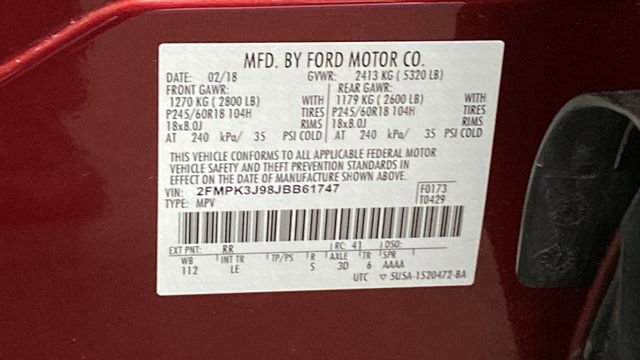 MFD. BY FORD MOTOR CO.
DATE: 02/18 GVWR: 2413 KG ( 5320 LB)
FRONT GAWR: REAR GAWR:
1270 KG ( 2800 LB) WITH 1179 KG ( 2600 LB) WITH
P245/60R18 104H TIRES P245/60R18 104H TIRES
18x8.0J RIMS 18x8.0J RIMS
AT 240 kPa/ 35 PSI COLD AT 240 kPa/ 35 PSI COLD
THIS VEHICLE CONFORMS TO ALL APPLICABLE FEDERAL MOTOR
VEHICLE SAFETY AND THEFT PREVENTION STANDARDS IN
EFFECT ON THE DATE OF MANUFACTURE SHOWN ABOVE.
VIN: 2FMPK3J98JBB61747 F0173
TYPE: MPV T0429
EXT PNT: RR RC: 41 DSO:
WB INT TR TP/PS R AXLE TR SPR
112 LE S 3D 6 AAAA
UTC ▽ 5USA-1520472-BA